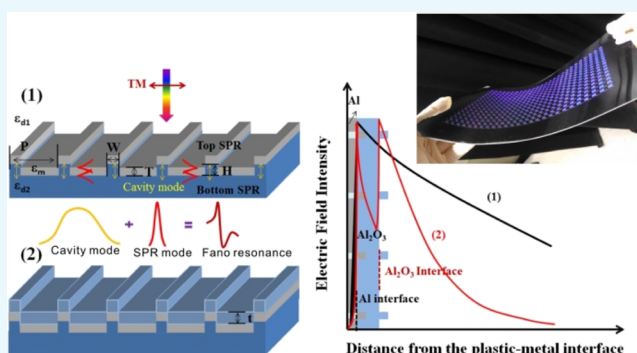 TM
(1)
εd1
P
W
Top SPR
εm
T
H
εd2
Cavity mode
Bottom SPR
+
=
Cavity mode
SPR mode
Fano resonance
(2)
t
Electric Field Intensity
Al
(1)
(2)
Al2O3
Al2O3 Interface
Al interface
Distance from the plastic-metal interface